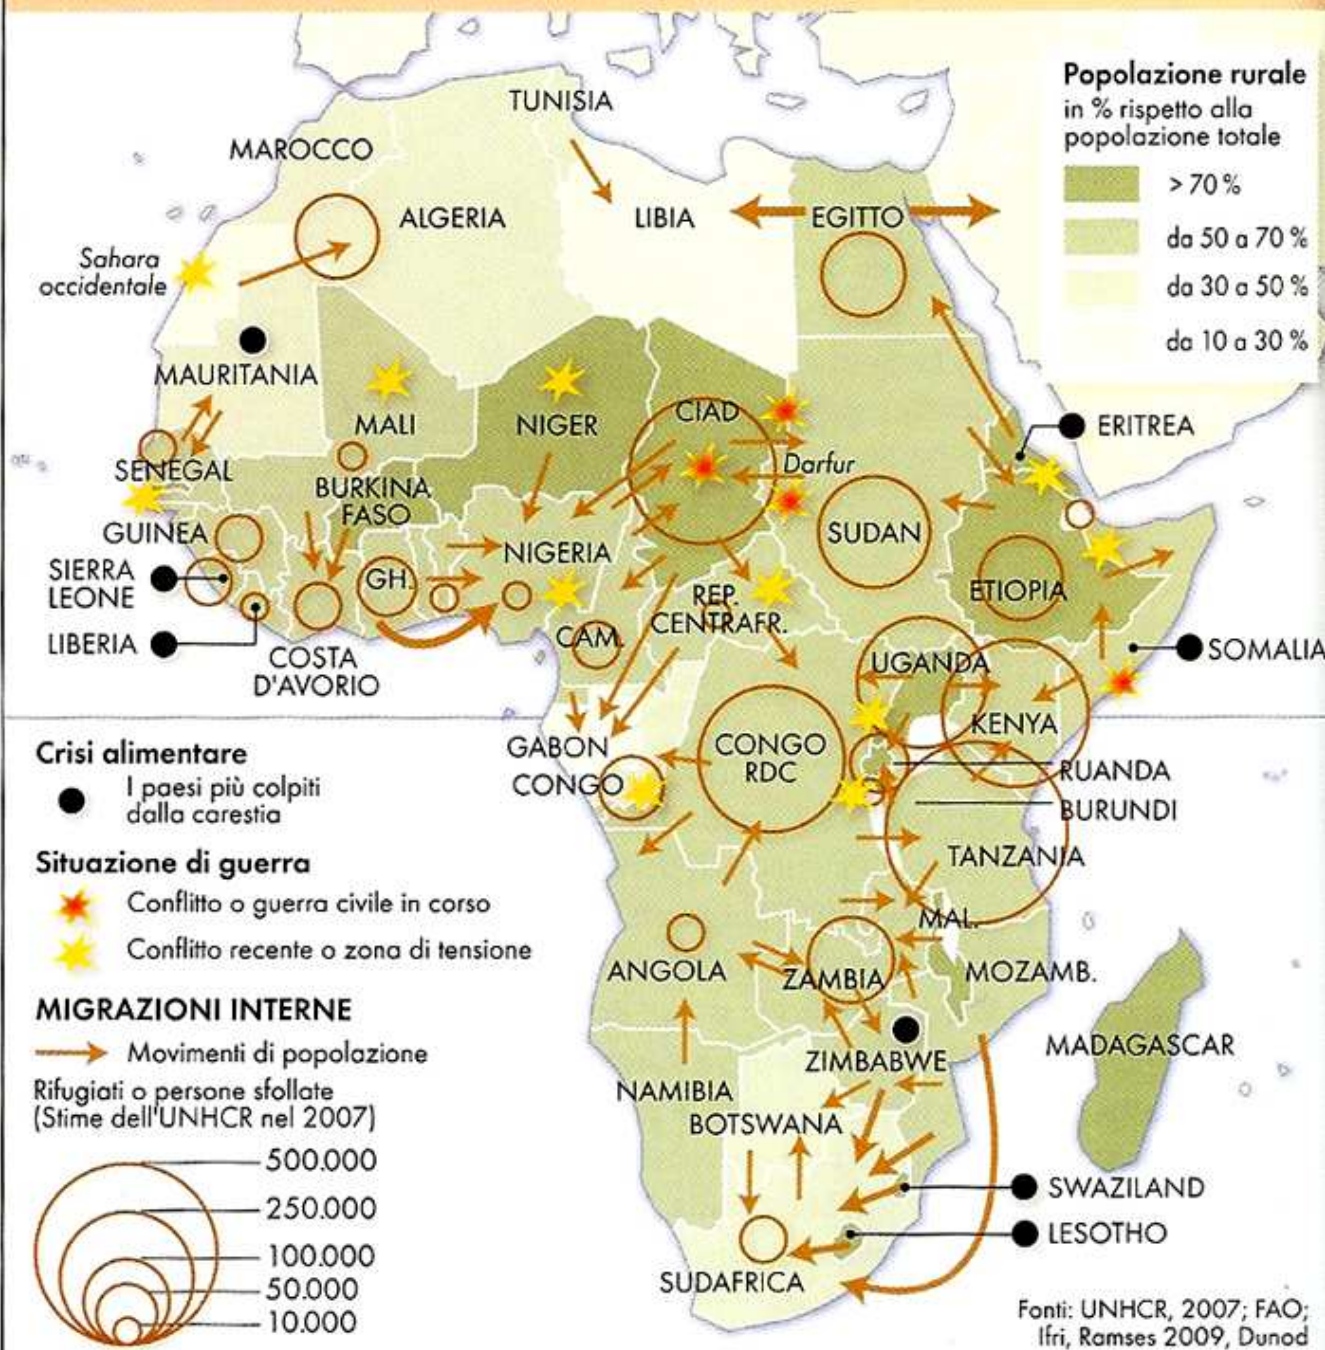 Popolazione rurale
in % rispetto alla
popolazione totale
> 70 %
da 50 a 70 %
da 30 a 50 %
da 10 a 30 %
TUNISIA
MAROCCO
ALGERIA
LIBIA
EGITTO
Sahara
occidentale
MAURITANIA
MALI
NIGER
CIAD
ERITREA
Darfur
SENEGAL
BURKINA
FASO
SUDAN
GUINEA
NIGERIA
SIERRA
LEONE
GH.
ETIOPIA
REP.
CENTRAFR.
LIBERIA
CAM.
COSTA
D'AVORIO
UGANDA
SOMALIA
KENYA
GABON
CONGO
CONGO
RDC
RUANDA
BURUNDI
TANZANIA
MAL.
ANGOLA
ZAMBIA
MOZAMB.
ZIMBABWE
MADAGASCAR
NAMIBIA
BOTSWANA
SWAZILAND
LESOTHO
SUDAFRICA
Crisi alimentare
I paesi più colpiti
dalla carestia
Situazione di guerra
Conflitto o guerra civile in corso
Conflitto recente o zona di tensione
MIGRAZIONI INTERNE
Movimenti di popolazione
Rifugiati o persone sfollate
(Stime dell'UNHCR nel 2007)
500.000
250.000
100.000
50.000
10.000
Fonti: UNHCR, 2007; FAO;
Ifri, Ramses 2009, Dunod